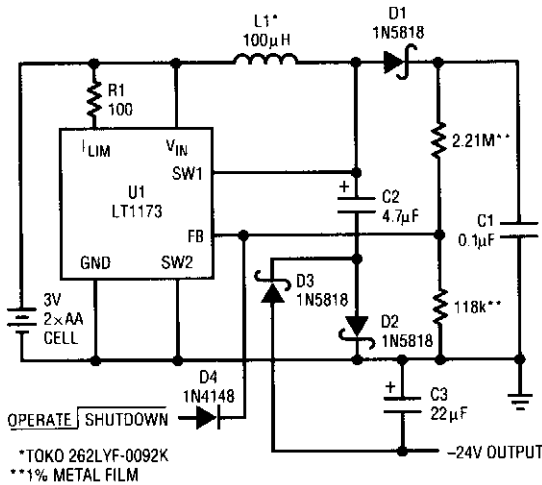 L1*
100μH
D1
1N5818
R1
100
ILIM
VIN
SW1
2.21M**
U1
LT1173
+
C2
4.7μF
C1
0.1μF
FB
GND
SW2
D3
1N5818
118k**
3V
2×AA
CELL
D2
1N5818
D4
1N4148
+
C3
22μF
OPERATE SHUTDOWN
–24V OUTPUT
*TOKO 262LYF-0092K
**1% METAL FILM